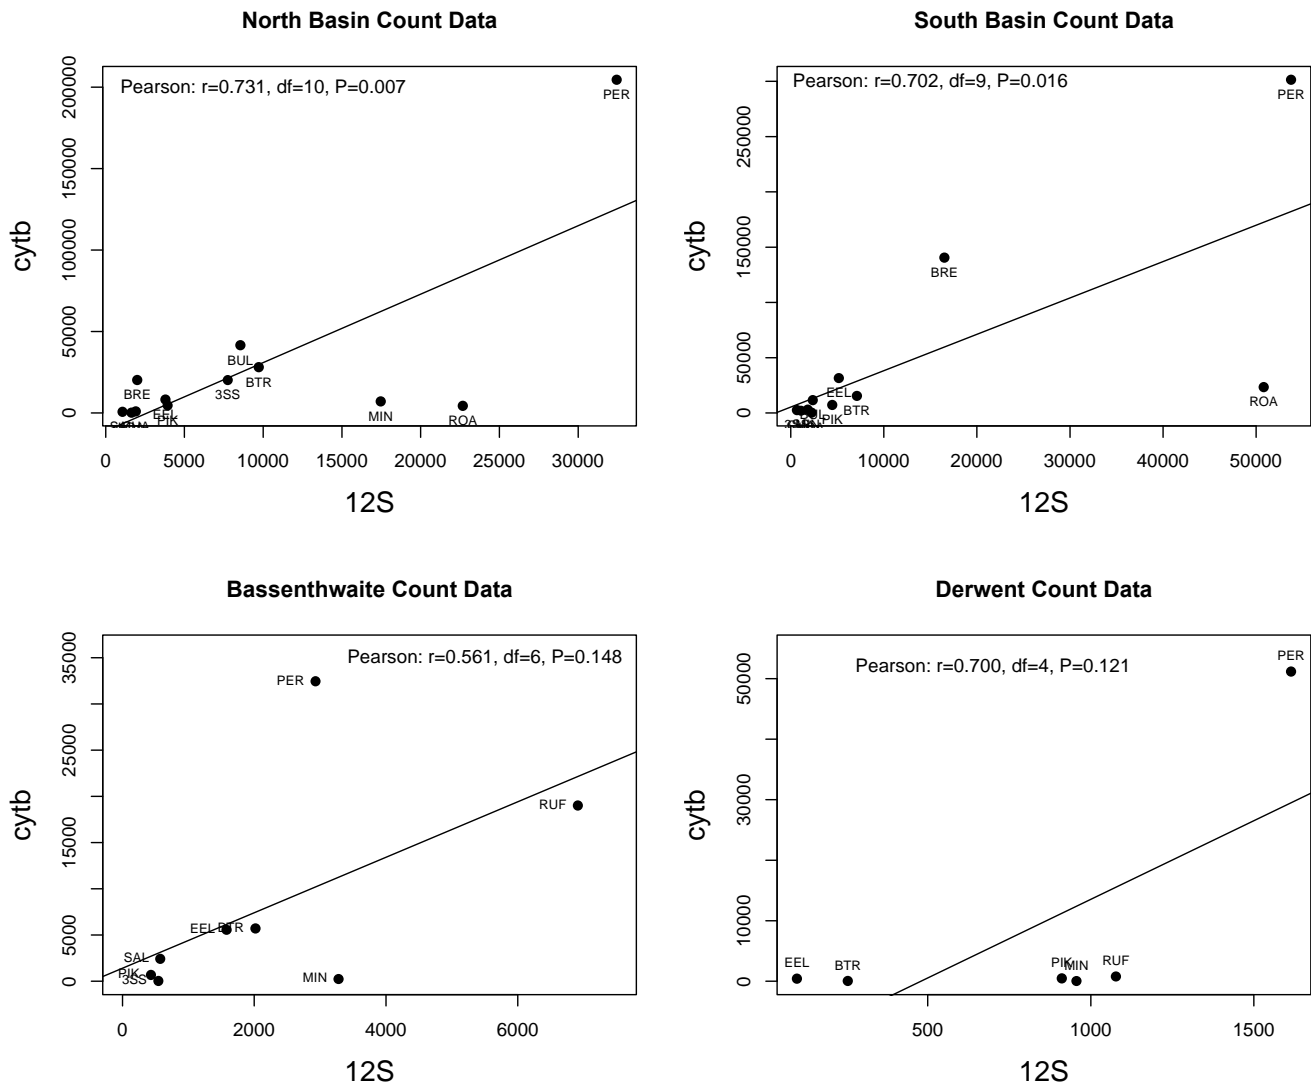 North Basin Count Data
Pearson: r=0.731, df=10, P=0.007
cytb
200000
150000
100000
50000
0
PER
BUL
BTR
3SS
BRE
EEL
PIK
MIN
ROA
0 5000 10000 15000 20000 25000 30000
12S
South Basin Count Data
Pearson: r=0.702, df=9, P=0.016
cytb
250000
150000
50000
0
PER
BRE
EEL
BTR
BUL
PIK
ROA
0 10000 20000 30000 40000 50000
12S
Bassenthwaite Count Data
Pearson: r=0.561, df=6, P=0.148
cytb
35000
25000
15000
5000
0
PER
RUF
EEL
BTR
SAL
PIK
3SS
MIN
0 2000 4000 6000
12S
Derwent Count Data
Pearson: r=0.700, df=4, P=0.121
cytb
50000
30000
10000
0
PER
EEL
BTR
PIK
MIN
RUF
500 1000 1500
12S